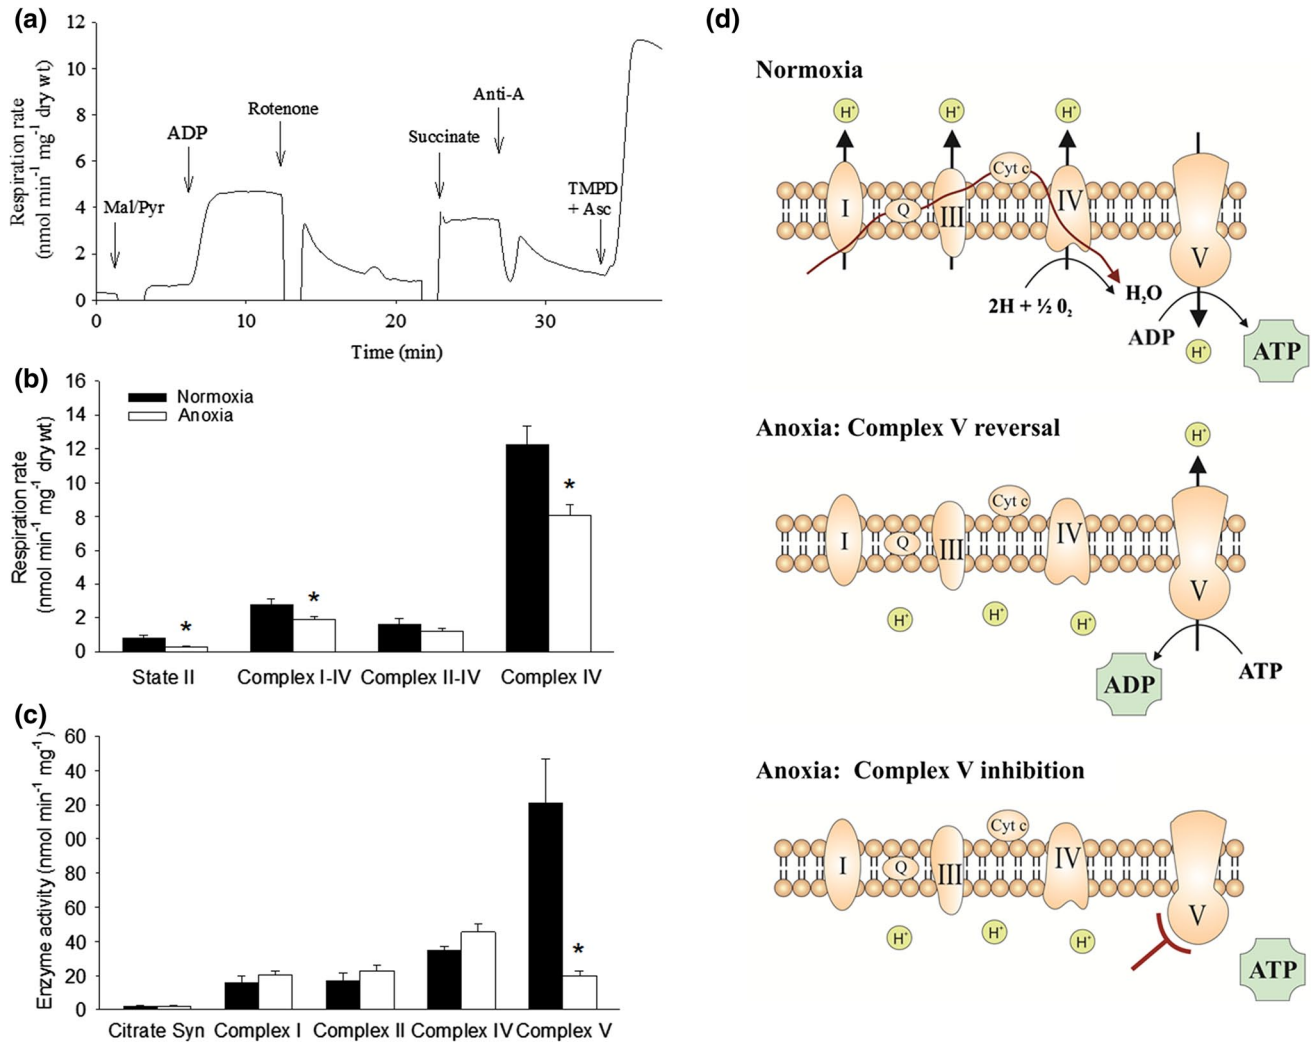 (a)
12
10
8
6
4
2
0
Respiration rate
(nmol min⁻¹ mg⁻¹ dry wt)
Mal/Pyr
ADP
Rotenone
Succinate
Anti-A
TMPD
+ Asc
0
10
20
30
Time (min)
(b)
16
14
12
10
8
6
4
2
0
Respiration rate
(nmol min⁻¹ mg⁻¹ dry wt)
Normoxia
Anoxia
*
*
*
State II
Complex I-IV
Complex II-IV
Complex IV
(c)
60
40
20
00
80
60
40
20
0
Enzyme activity (nmol min⁻¹ mg⁻¹)
*
Citrate Syn
Complex I
Complex II
Complex IV
Complex V
(d)
Normoxia
H⁺
H⁺
H⁺
I
Q
III
Cyt c
IV
V
2H + ½ 0₂
H₂O
ADP
H⁺
ATP
Anoxia: Complex V reversal
H⁺
I
Q
III
Cyt c
IV
V
H⁺
H⁺
H⁺
ADP
ATP
Anoxia: Complex V inhibition
I
Q
III
Cyt c
IV
V
H⁺
H⁺
H⁺
ATP